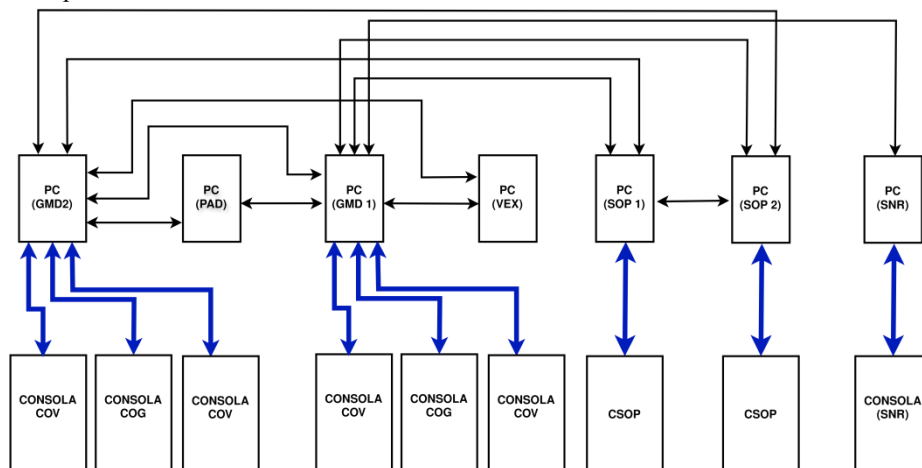 PC
(GMD2)
PC
(PAD)
PC
(GMD 1)
PC
(VEX)
PC
(SOP 1)
PC
(SOP 2)
PC
(SNR)
CONSOLA
COV
CONSOLA
COG
CONSOLA
COV
CONSOLA
COV
CONSOLA
COG
CONSOLA
COV
CSOP
CSOP
CONSOLA
(SNR)